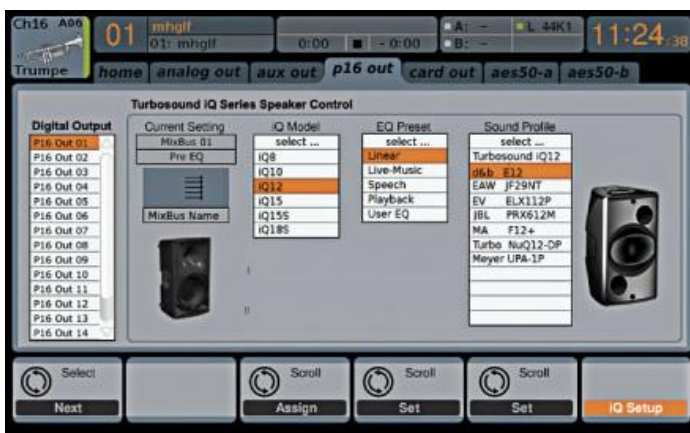 Ch16 A06
Trumpe
01
mhglf
01: mhglf
0:00 - 0:00
A: - L 44K1
B: -
11:24:38
home analog out aux out p16 out card out aes50-a aes50-b
Turbosound iQ Series Speaker Control
Digital Output
P16 Out 01
P16 Out 02
P16 Out 03
P16 Out 04
P16 Out 05
P16 Out 06
P16 Out 07
P16 Out 08
P16 Out 09
P16 Out 10
P16 Out 11
P16 Out 12
P16 Out 13
P16 Out 14
Current Setting
MixBus 01
Pre EQ
MixBus Name
iQ Model
select ...
iQ8
iQ10
iQ12
iQ15
iQ15S
iQ18S
EQ Preset
select ...
Linear
Live-Music
Speech
Playback
User EQ
Sound Profile
select ...
Turbosound iQ12
d&b E12
EAW JF29NT
EV ELX112P
JBL PRX612M
MA F12+
Turbo NuQ12-DP
Meyer UPA-1P
Select
Next
Scroll
Assign
Scroll
Set
Scroll
Set
iQ Setup